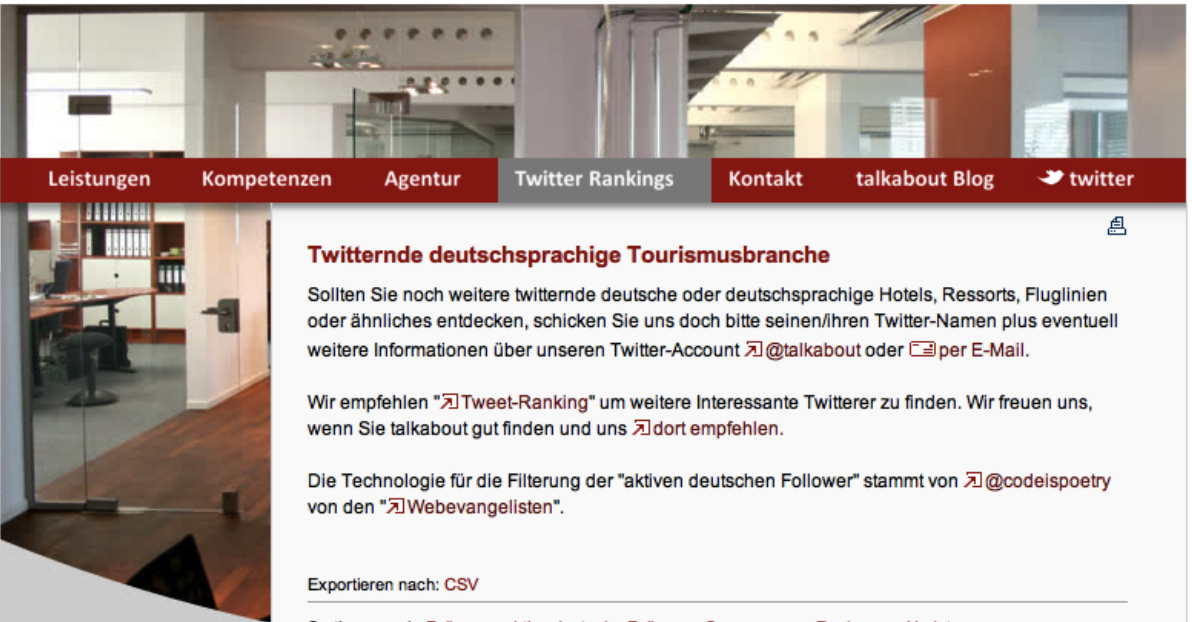 Leistungen Kompetenzen Agentur Twitter Rankings Kontakt talkabout Blog twitter
Twitternde deutschsprachige Tourismusbranche
Sollten Sie noch weitere twitternde deutsche oder deutschsprachige Hotels, Ressorts, Fluglinien
oder ähnliches entdecken, schicken Sie uns doch bitte seinen/ihren Twitter-Namen plus eventuell
weitere Informationen über unseren Twitter-Account @talkabout oder per E-Mail.
Wir empfehlen "Tweet-Ranking" um weitere Interessante Twitterer zu finden. Wir freuen uns,
wenn Sie talkabout gut finden und uns dort empfehlen.
Die Technologie für die Filterung der "aktiven deutschen Follower" stammt von @codeispoetry
von den "Webevangelisten".
Exportieren nach: CSV